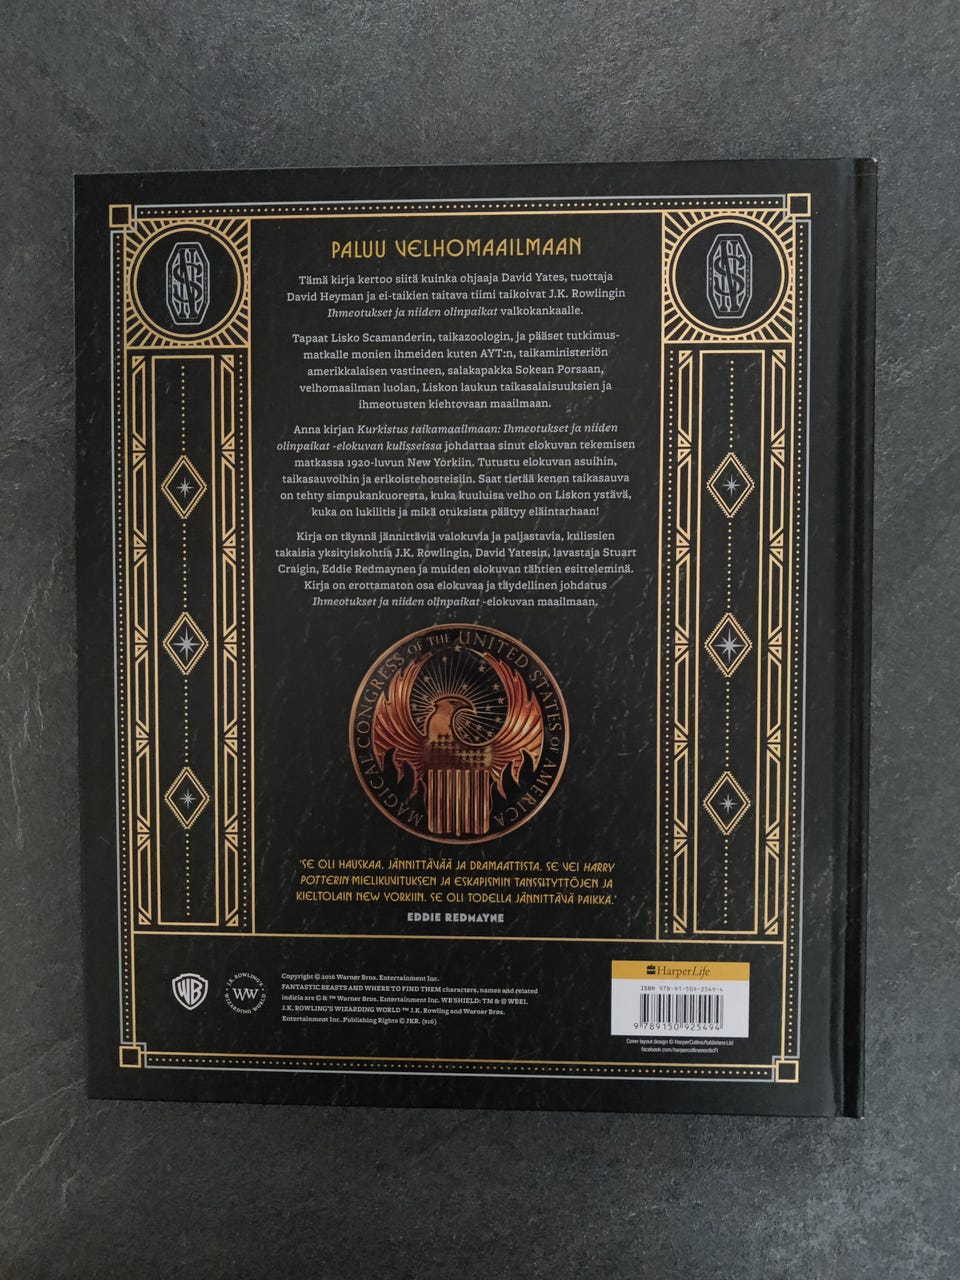 PALUU VELHOMAAILMAAN
Tämä kirja kertoo siitä kuinka ohjaaja David Yates, tuottaja
David Heyman ja ei-taikien taitava tiimi taikoivat J.K. Rowlingin
Ihmeotukset ja niiden olinpaikat valkokankaalle.
Tapaat Lisko Scamanderin, taikazoologin, ja pääset tutkimus-
matkalle monien ihmeiden kuten AYT:n, taikaministeriön
amerikkalaisen vastineen, salakapakka Sokean Porsaan,
velhomaailman luolan, Liskon laukun taikasalaisuuksien ja
ihmeotusten kiehtovaan maailmaan.
Anna kirjan Kurkistus taikamaailmaan: Ihmeotukset ja niiden
olinpaikat -elokuvan kulisseissa johdattaa sinut elokuvan tekemisen
matkassa 1920-luvun New Yorkiin. Tutustu elokuvan asuihin,
taikasauvoihin ja erikoistehosteisiin. Saat tietää kenen taikasauva
on tehty simpukankuoresta, kuka kuuluisa velho on Liskon ystävä,
kuka on lukilitis ja mikä otuksista päätyy eläintarhaan!
Kirja on täynnä jännittäviä valokuvia ja paljastavia, kulissien
takaisia yksityiskohtia J.K. Rowlingin, David Yatesin, lavastaja Stuart
Craigin, Eddie Redmaynen ja muiden elokuvan tähtien esitteleminä.
Kirja on erottamaton osa elokuvaa ja täydellinen johdatus
Ihmeotukset ja niiden olinpaikat -elokuvan maailmaan.
MAGICAL CONGRESS OF THE UNITED STATES OF AMERICA
'SE OLI HAUSKAA, JÄNNITTÄVÄÄ JA DRAMAATTISTA. SE VEI HARRY
POTTERIN MIELIKUVITUKSEN JA ESKAPISMIN TANSSITYTTÖJEN JA
KIELTOLAIN NEW YORKIIN. SE OLI TODELLA JÄNNITTÄVÄ PAIKKA.'
EDDIE REDMAYNE
WB
J.K. ROWLING'S
WW
WIZARDING WORLD
Copyright © 2016 Warner Bros. Entertainment Inc.
FANTASTIC BEASTS AND WHERE TO FIND THEM characters, names and related
indicia are © & ™ Warner Bros. Entertainment Inc. WB SHIELD: TM & © WBEI.
J.K. ROWLING'S WIZARDING WORLD ™ J.K. Rowling and Warner Bros.
Entertainment Inc. Publishing Rights © JKR. (s16)
HarperLife
ISBN 978-91-509-2549-4
9 789150 925494
Cover layout design © HarperCollinsPublishers Ltd
facebook.com/harpercollinsnordicFI